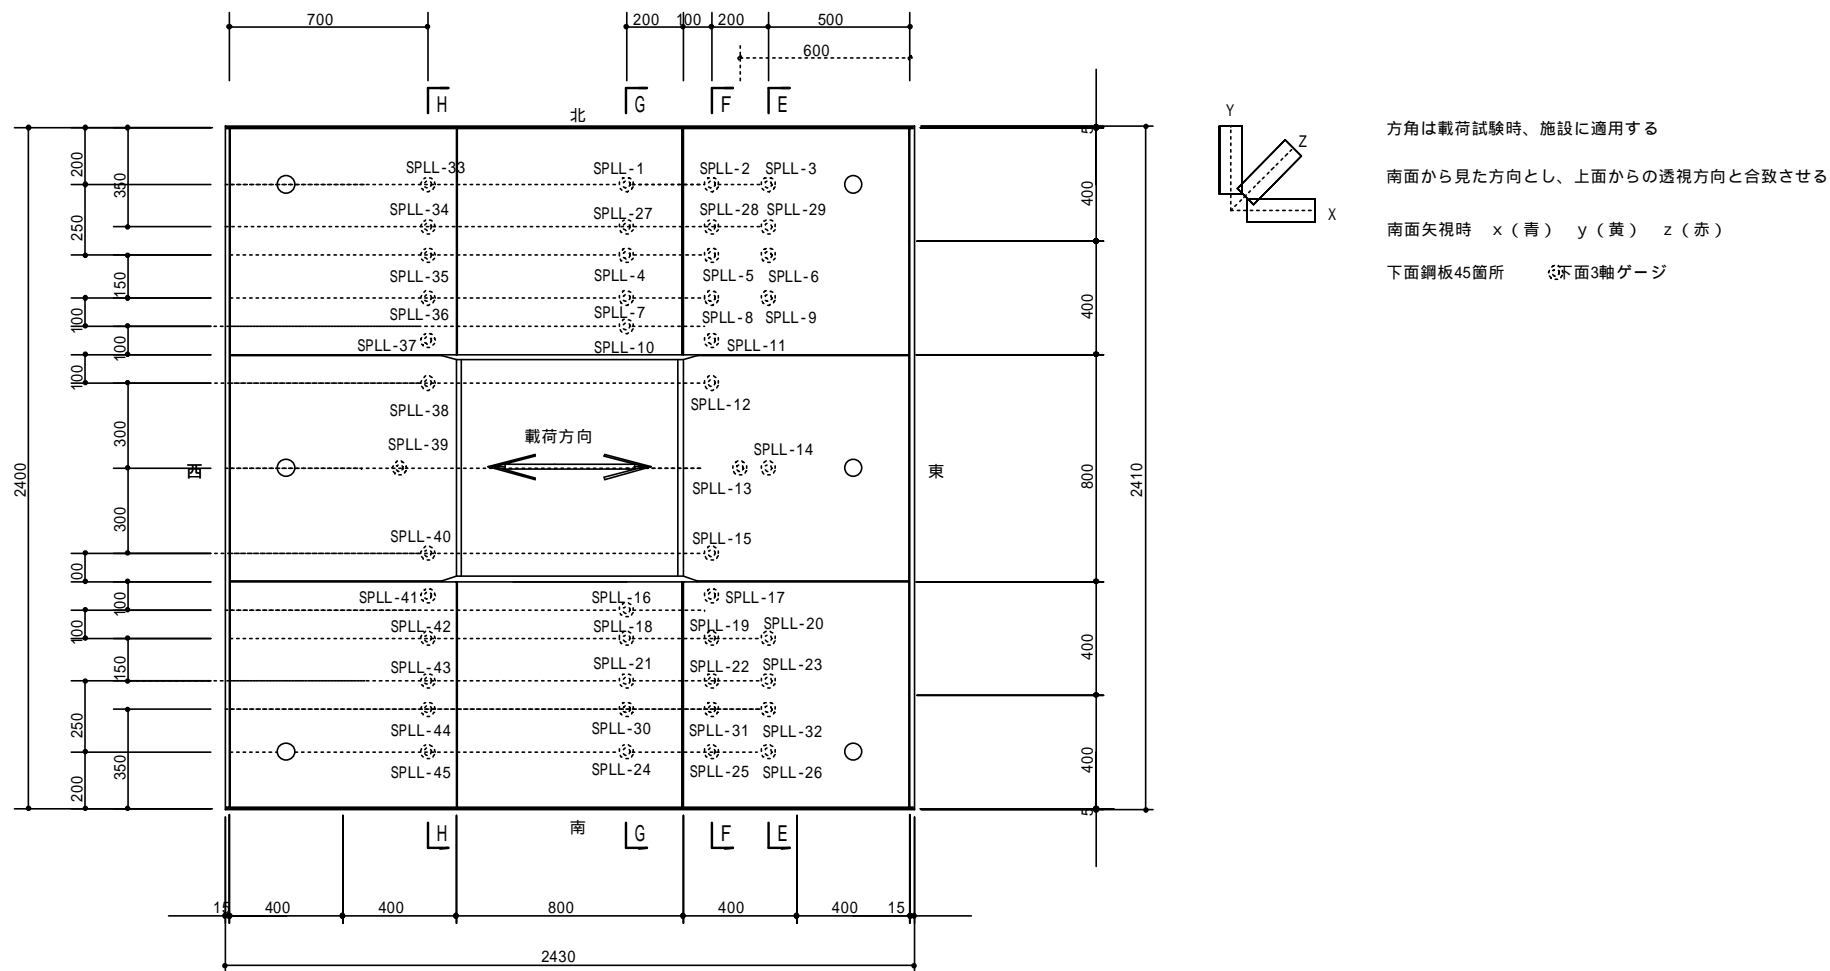 700
200
100
200
500
600
H
G
F
E
北
Y
Z
X
方角は載荷試験時、施設に適用する
南面から見た方向とし、上面からの透視方向と合致させる
南面矢視時 x（青） y（黄） z（赤）
下面鋼板45箇所 下面3軸ゲージ
SPLL-33
SPLL-1
SPLL-2
SPLL-3
SPLL-34
SPLL-27
SPLL-28
SPLL-29
SPLL-35
SPLL-4
SPLL-5
SPLL-6
SPLL-36
SPLL-7
SPLL-8
SPLL-9
SPLL-37
SPLL-10
SPLL-11
SPLL-38
SPLL-12
SPLL-39
載荷方向
SPLL-14
西
東
SPLL-13
SPLL-40
SPLL-15
SPLL-41
SPLL-16
SPLL-17
SPLL-42
SPLL-18
SPLL-19
SPLL-20
SPLL-43
SPLL-21
SPLL-22
SPLL-23
SPLL-44
SPLL-30
SPLL-31
SPLL-32
SPLL-45
SPLL-24
SPLL-25
SPLL-26
2400
200
250
100
100
100
100
250
200
350
150
100
300
300
100
150
350
5
400
400
800
400
400
5
2410
南
H
G
F
E
15
400
400
800
400
400
15
2430